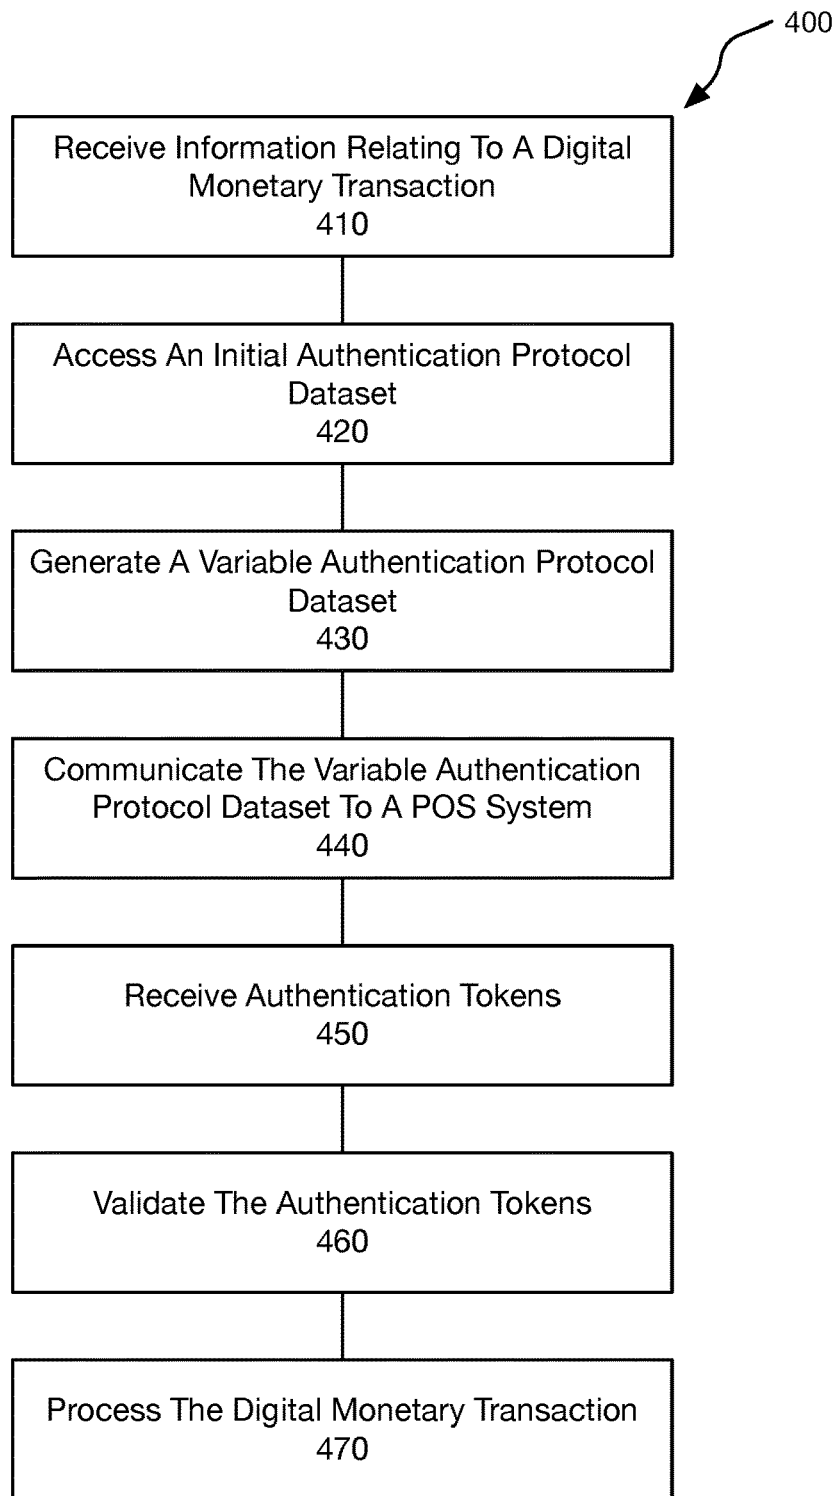 400
Receive Information Relating To A Digital
Monetary Transaction
410
Access An Initial Authentication Protocol
Dataset
420
Generate A Variable Authentication Protocol
Dataset
430
Communicate The Variable Authentication
Protocol Dataset To A POS System
440
Receive Authentication Tokens
450
Validate The Authentication Tokens
460
Process The Digital Monetary Transaction
470